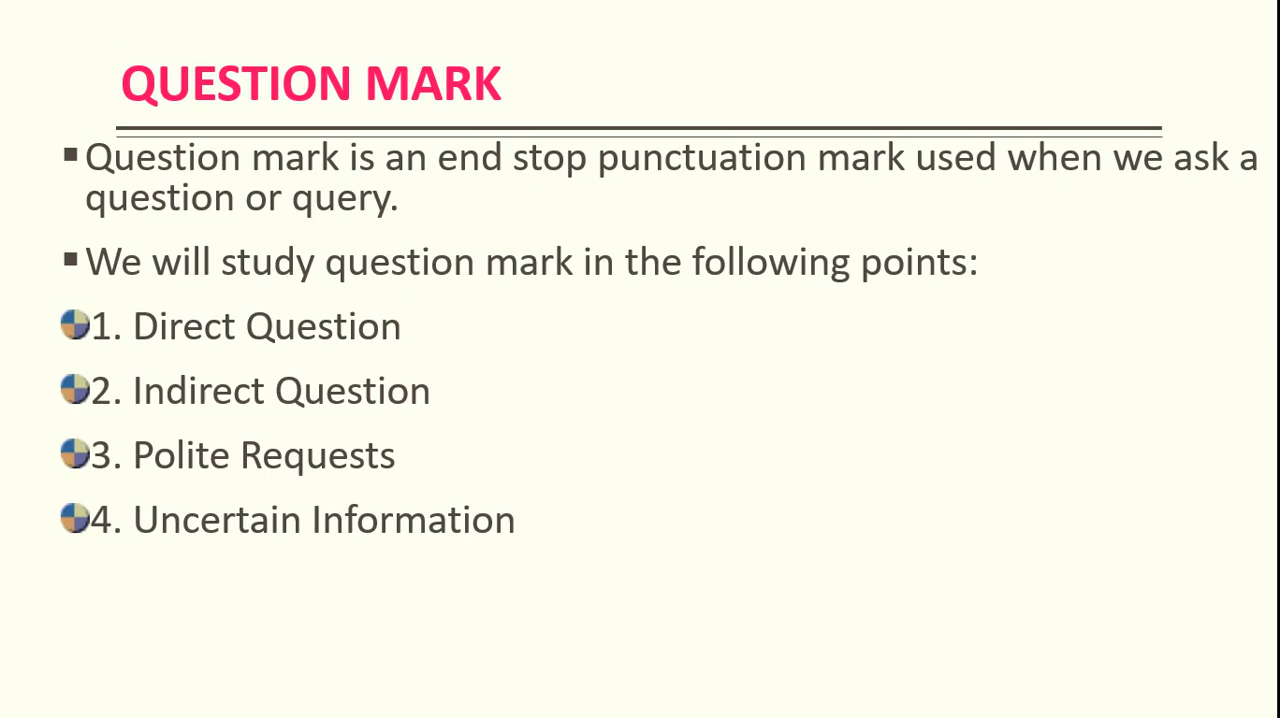 QUESTION MARK
▪Question mark is an end stop punctuation mark used when we ask a
question or query.
▪We will study question mark in the following points:
1. Direct Question
2. Indirect Question
3. Polite Requests
4. Uncertain Information